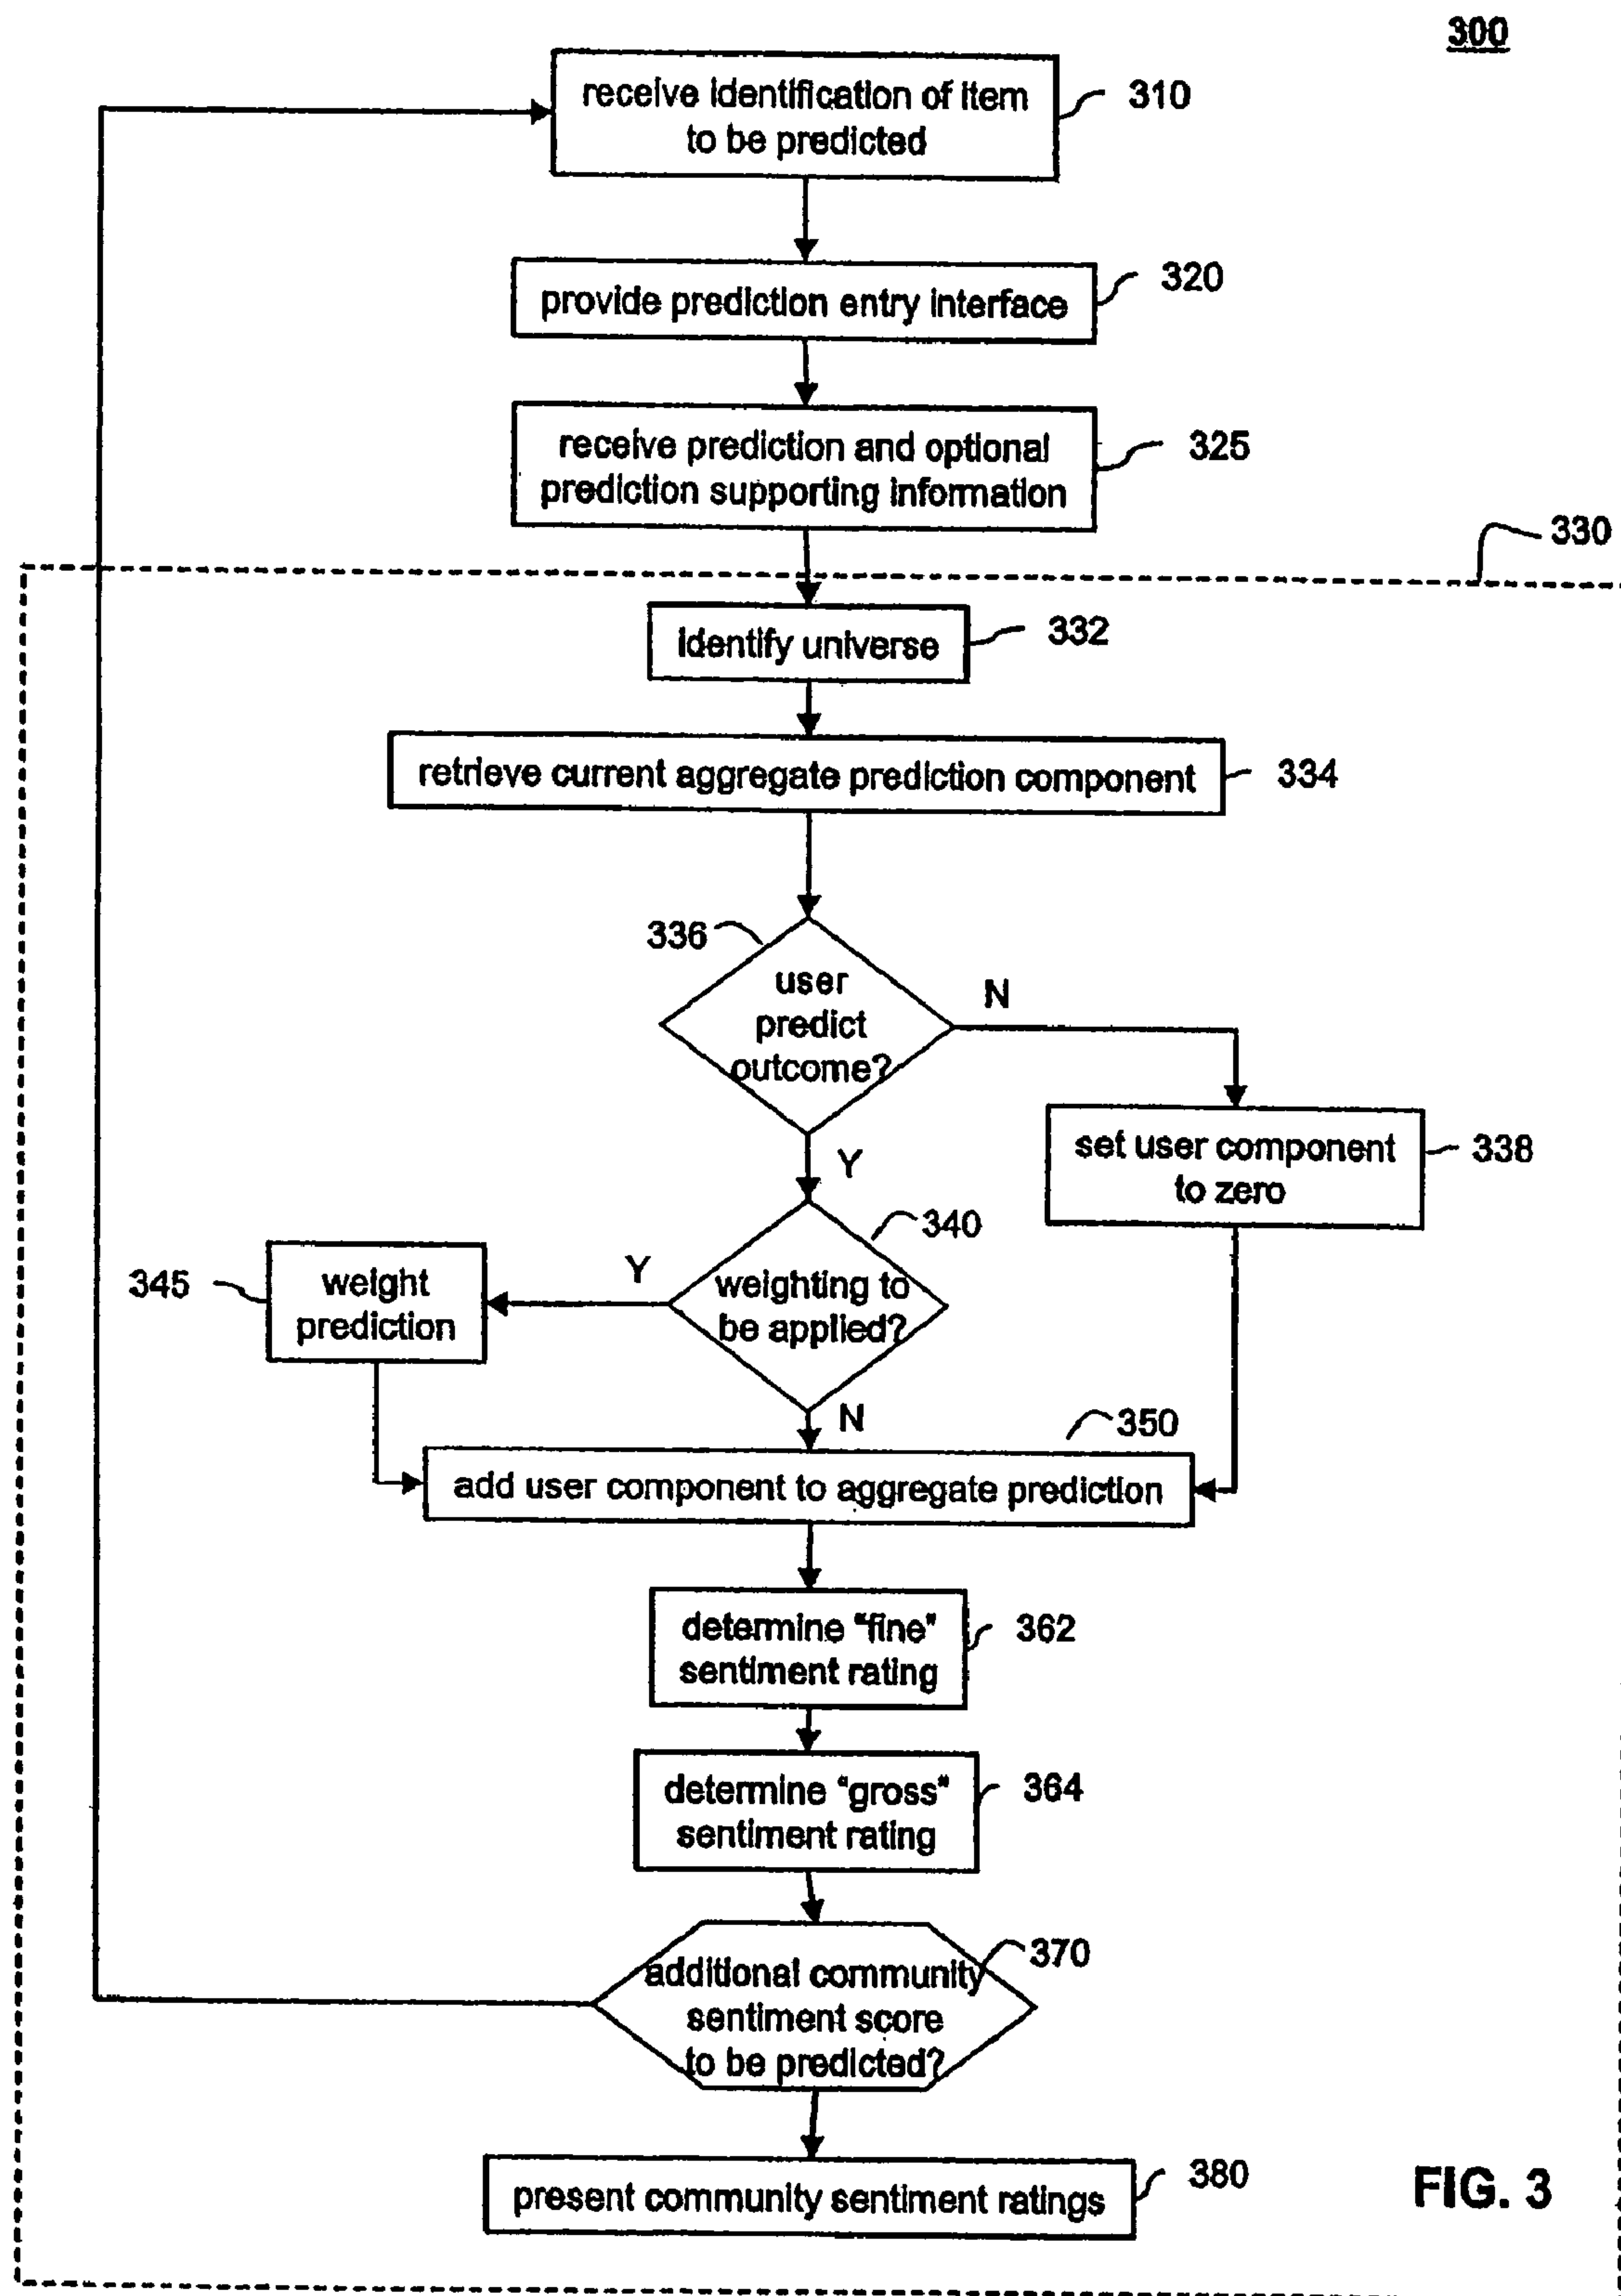 300
receive identification of item
to be predicted
310
provide prediction entry interface
320
receive prediction and optional
prediction supporting information
325
330
identify universe
332
retrieve current aggregate prediction component
334
336
user
predict
outcome?
N
Y
set user component
to zero
338
340
weighting to
be applied?
Y
345
weight
prediction
N
350
add user component to aggregate prediction
determine "fine"
sentiment rating
362
determine "gross"
sentiment rating
364
370
additional community
sentiment score
to be predicted?
present community sentiment ratings
380
FIG. 3